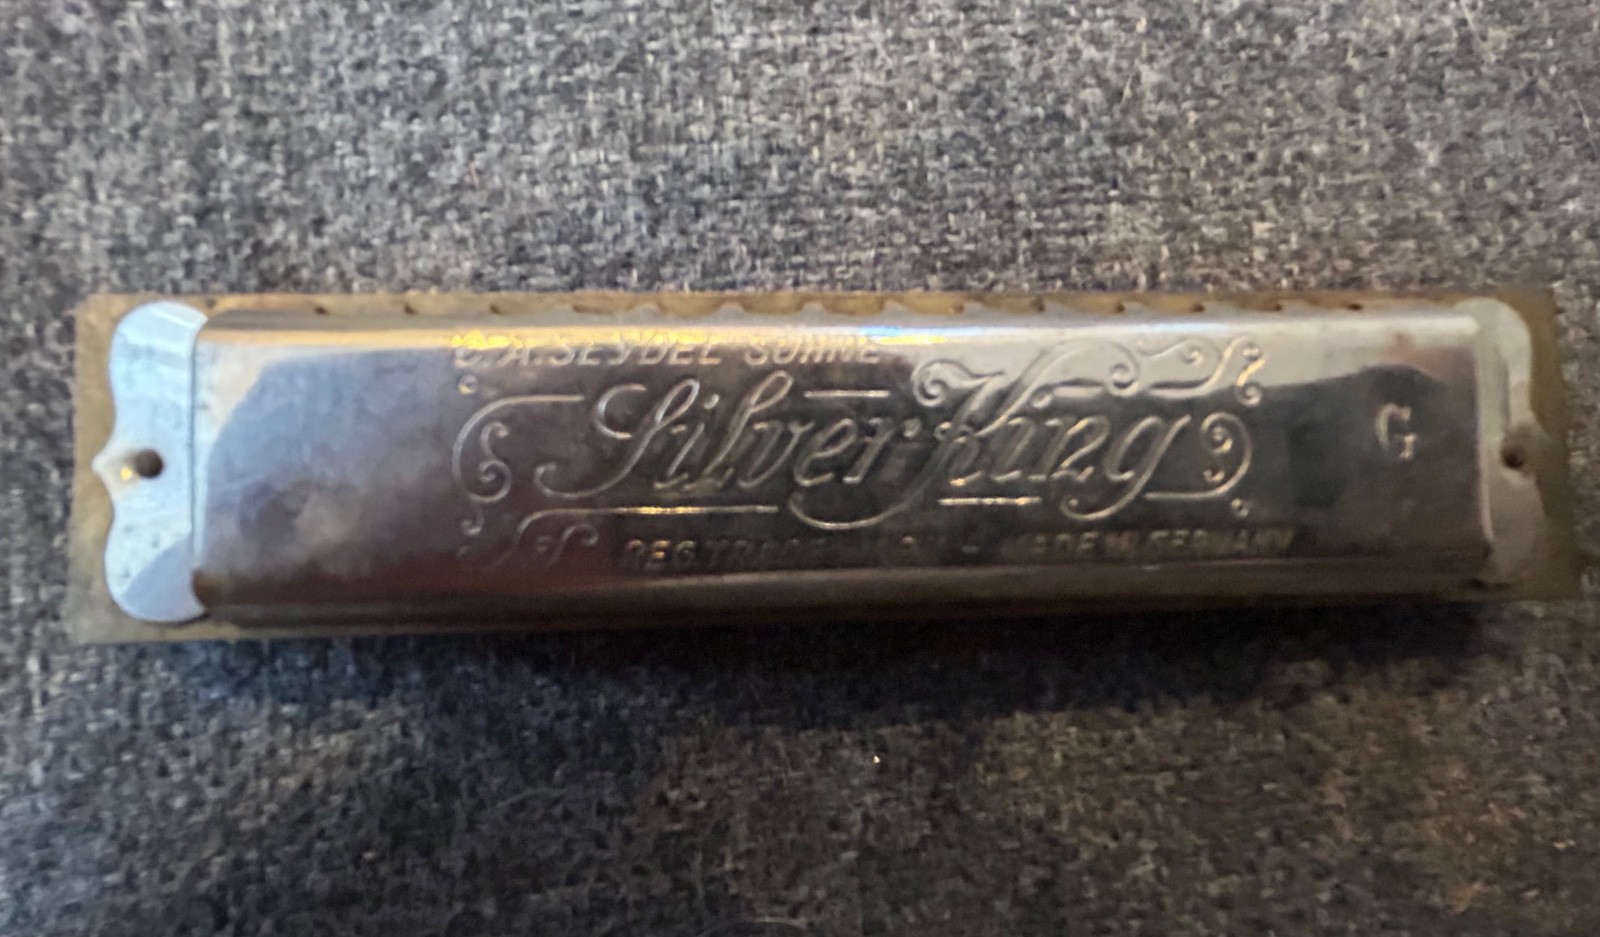 C.A. SEYDEL SÖHNE
Silver King
G
REG. TRADE MARK - MADE IN GERMANY